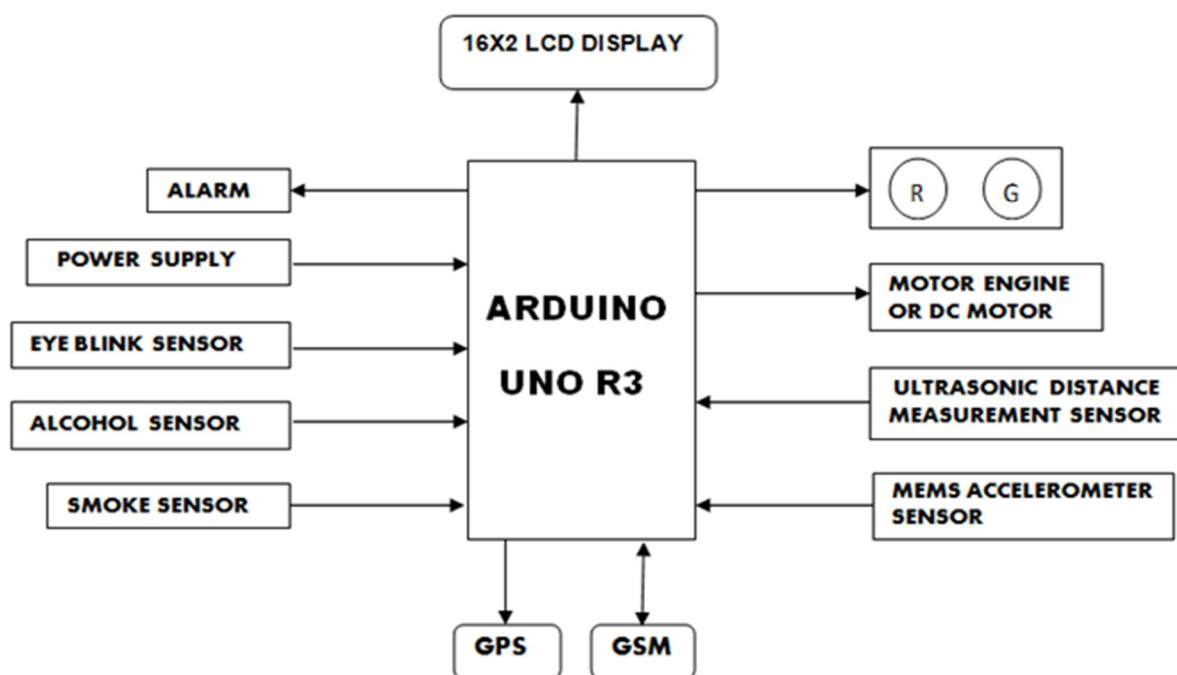 16X2 LCD DISPLAY
ALARM
POWER SUPPLY
EYE BLINK SENSOR
ALCOHOL SENSOR
SMOKE SENSOR
ARDUINO
UNO R3
R G
MOTOR ENGINE
OR DC MOTOR
ULTRASONIC DISTANCE
MEASUREMENT SENSOR
MEMS ACCELEROMETER
SENSOR
GPS
GSM